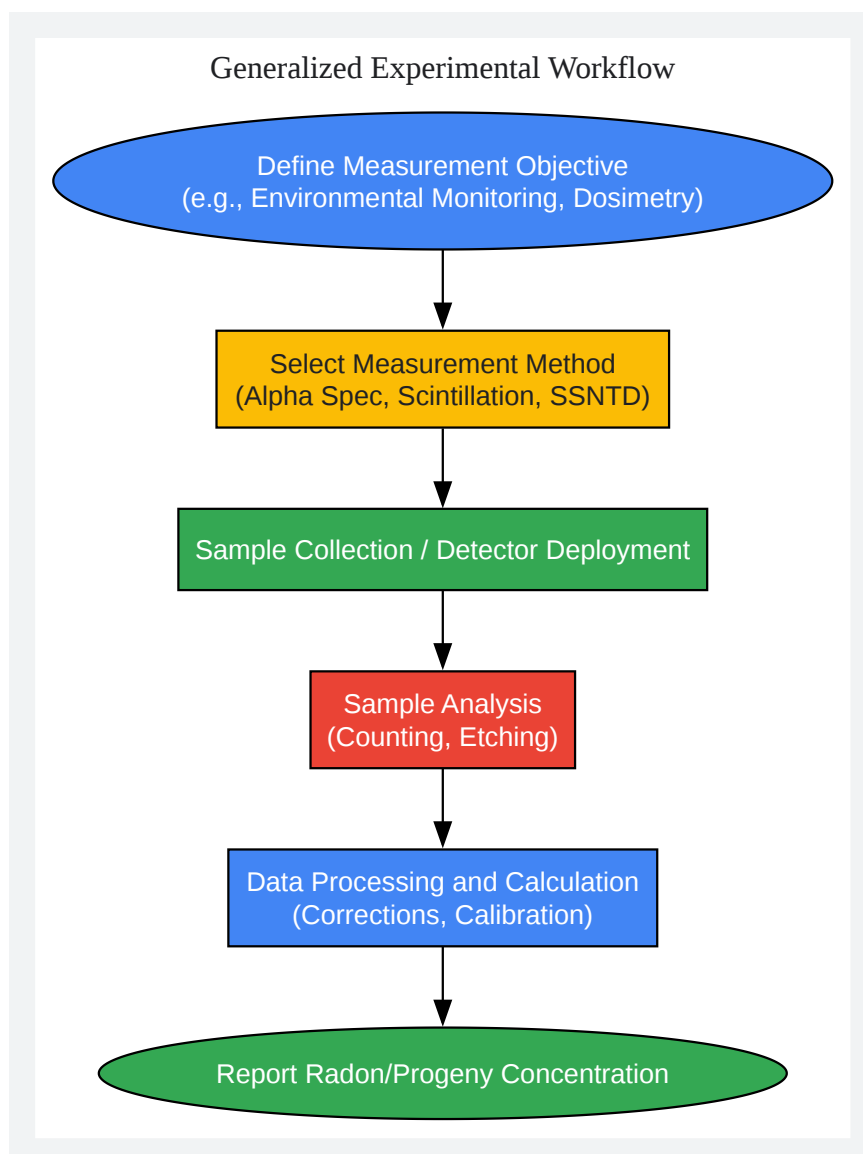 Generalized Experimental Workflow
Define Measurement Objective
(e.g., Environmental Monitoring, Dosimetry)
Select Measurement Method
(Alpha Spec, Scintillation, SSNTD)
Sample Collection / Detector Deployment
Sample Analysis
(Counting, Etching)
Data Processing and Calculation
(Corrections, Calibration)
Report Radon/Progeny Concentration